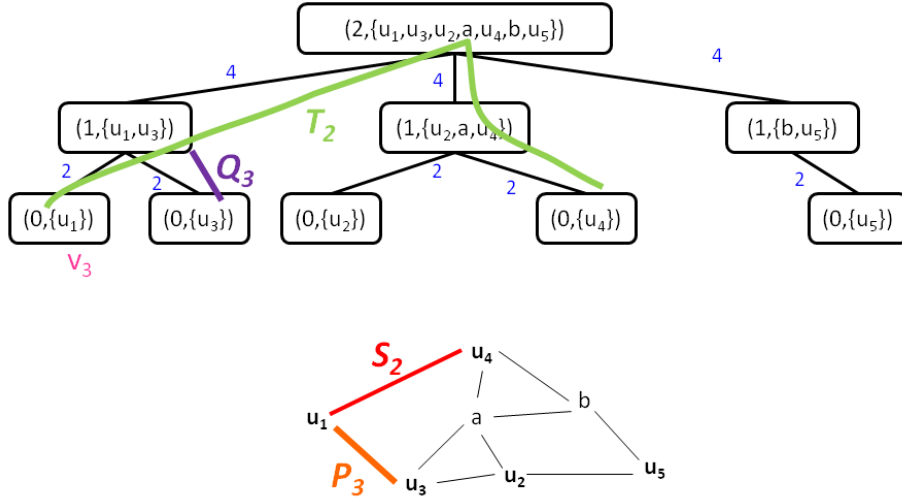 (2,{u₁,u₃,u₂,a,u₄,b,u₅})
4
4
4
T₂
(1,{u₁,u₃})
(1,{u₂,a,u₄})
(1,{b,u₅})
2
2
Q₃
2
2
2
(0,{u₁})
(0,{u₃})
(0,{u₂})
(0,{u₄})
(0,{u₅})
v₃
S₂
u₄
b
u₁
a
P₃
u₃
u₂
u₅